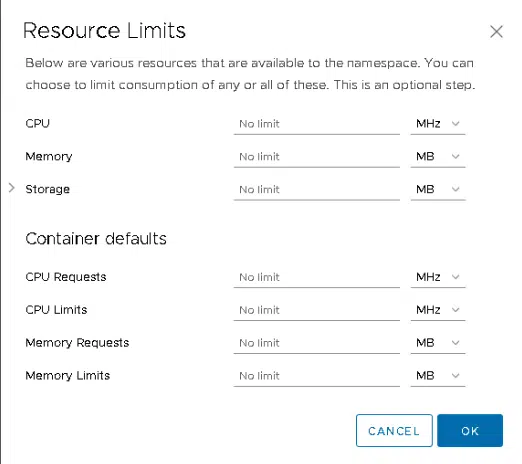 Resource Limits
Below are various resources that are available to the namespace. You can
choose to limit consumption of any or all of these. This is an optional step.
CPU No limit MHz
Memory No limit MB
Storage No limit MB
Container defaults
CPU Requests No limit MHz
CPU Limits No limit MHz
Memory Requests No limit MB
Memory Limits No limit MB
CANCEL OK